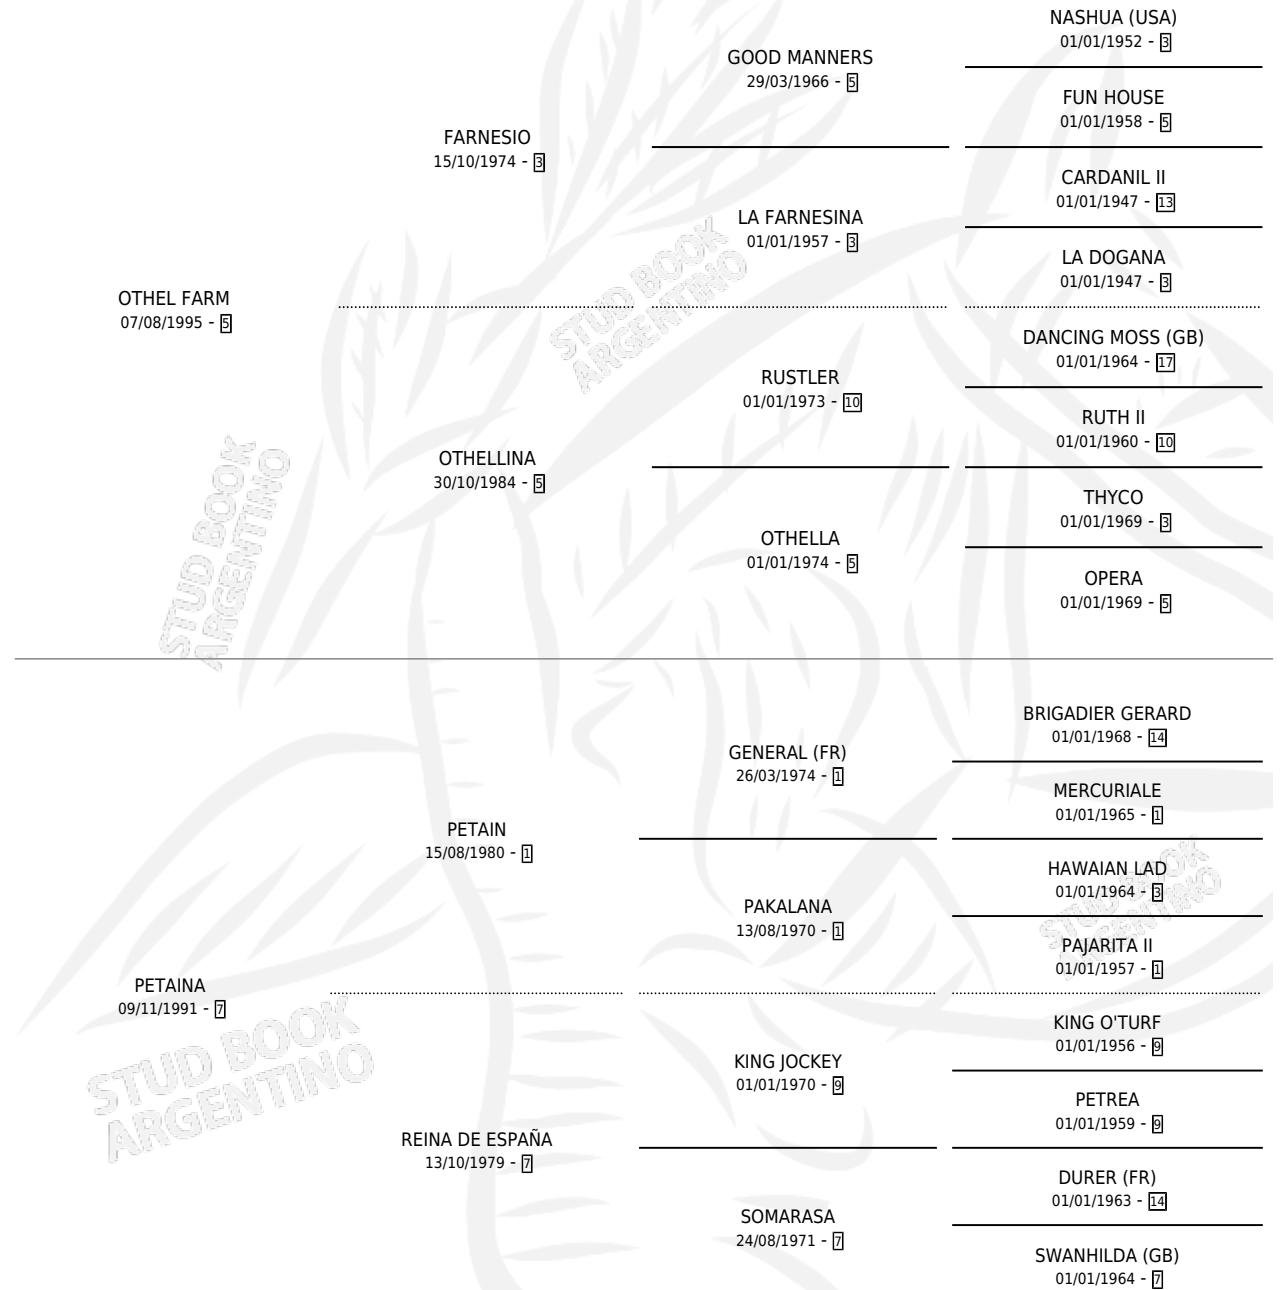 NASHUA (USA)
01/01/1952 - 3
GOOD MANNERS
29/03/1966 - 5
FUN HOUSE
01/01/1958 - 5
FARNESIO
15/10/1974 - 3
CARDANIL II
01/01/1947 - 13
LA FARNESINA
01/01/1957 - 3
LA DOGANA
01/01/1947 - 3
OTHEL FARM
07/08/1995 - 5
STUD BOOK
ARGENTINO
DANCING MOSS (GB)
01/01/1964 - 17
RUSTLER
01/01/1973 - 10
RUTH II
01/01/1960 - 10
OTHELLINA
30/10/1984 - 5
THYCO
01/01/1969 - 3
OTHELLA
01/01/1974 - 5
OPERA
01/01/1969 - 5
STUD BOOK
ARGENTINO
BRIGADIER GERARD
01/01/1968 - 14
GENERAL (FR)
26/03/1974 - 1
MERCURIALE
01/01/1965 - 1
PETAIN
15/08/1980 - 1
HAWAIAN LAD
01/01/1964 - 3
PAKALANA
13/08/1970 - 1
STUD BOOK
ARGENTINO
PAJARITA II
01/01/1957 - 1
PETAINA
09/11/1991 - 7
STUD BOOK
ARGENTINO
KING O'TURF
01/01/1956 - 9
KING JOCKEY
01/01/1970 - 9
PETREA
01/01/1959 - 9
REINA DE ESPAÑA
13/10/1979 - 7
DURER (FR)
01/01/1963 - 14
SOMARASA
24/08/1971 - 7
SWANHILDA (GB)
01/01/1964 - 7